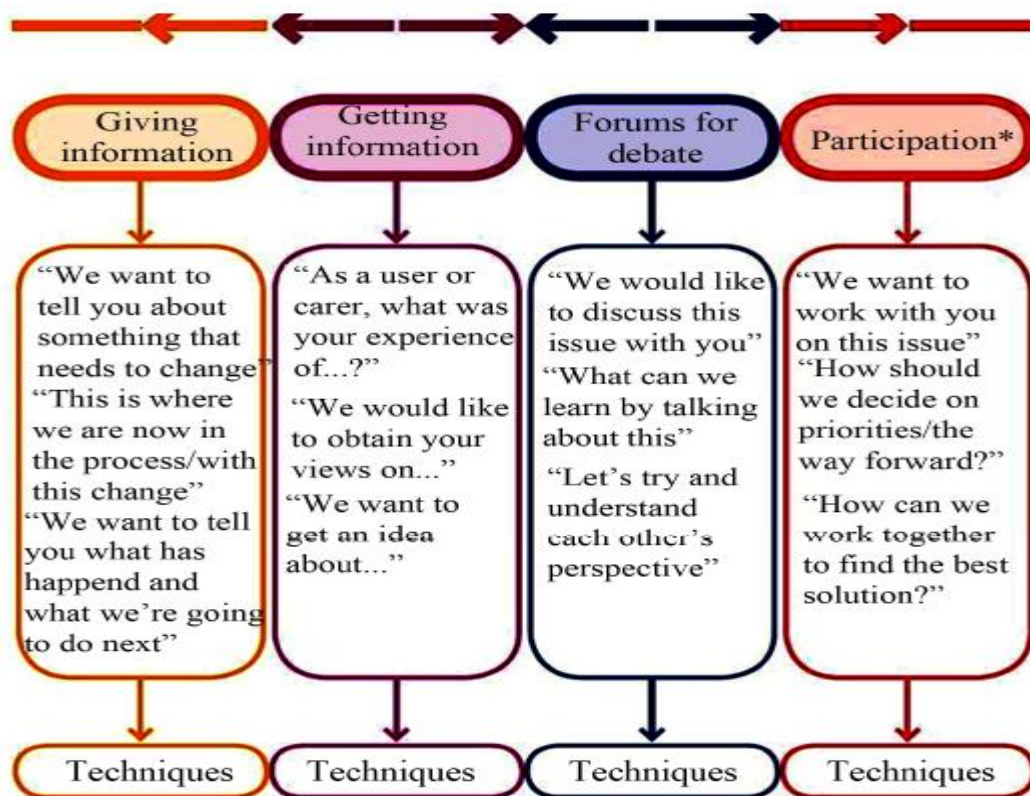 Giving
information
Getting
information
Forums for
debate
Participation*
“We want to
tell you about
something that
needs to change”
“This is where
we are now in
the process/with
this change”
“We want to tell
you what has
happend and
what we’re going
to do next”
“As a user or
carer, what was
your experience
of...?”
“We would like
to obtain your
views on...”
“We want to
get an idea
about...”
“We would like
to discuss this
issue with you”
“What can we
learn by talking
about this”
“Let’s try and
understand
each other’s
perspective”
“We want to
work with you
on this issue”
“How should
we decide on
priorities/the
way forward?”
“How can we
work together
to find the best
solution?”
Techniques
Techniques
Techniques
Techniques